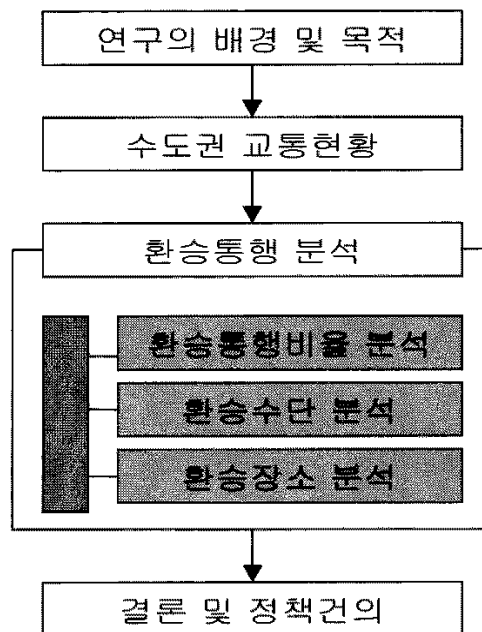 연구의 배경 및 목적
수도권 교통현황
환승통행 분석
환승통행비율 분석
환승수단 분석
환승장소 분석
결론 및 정책건의